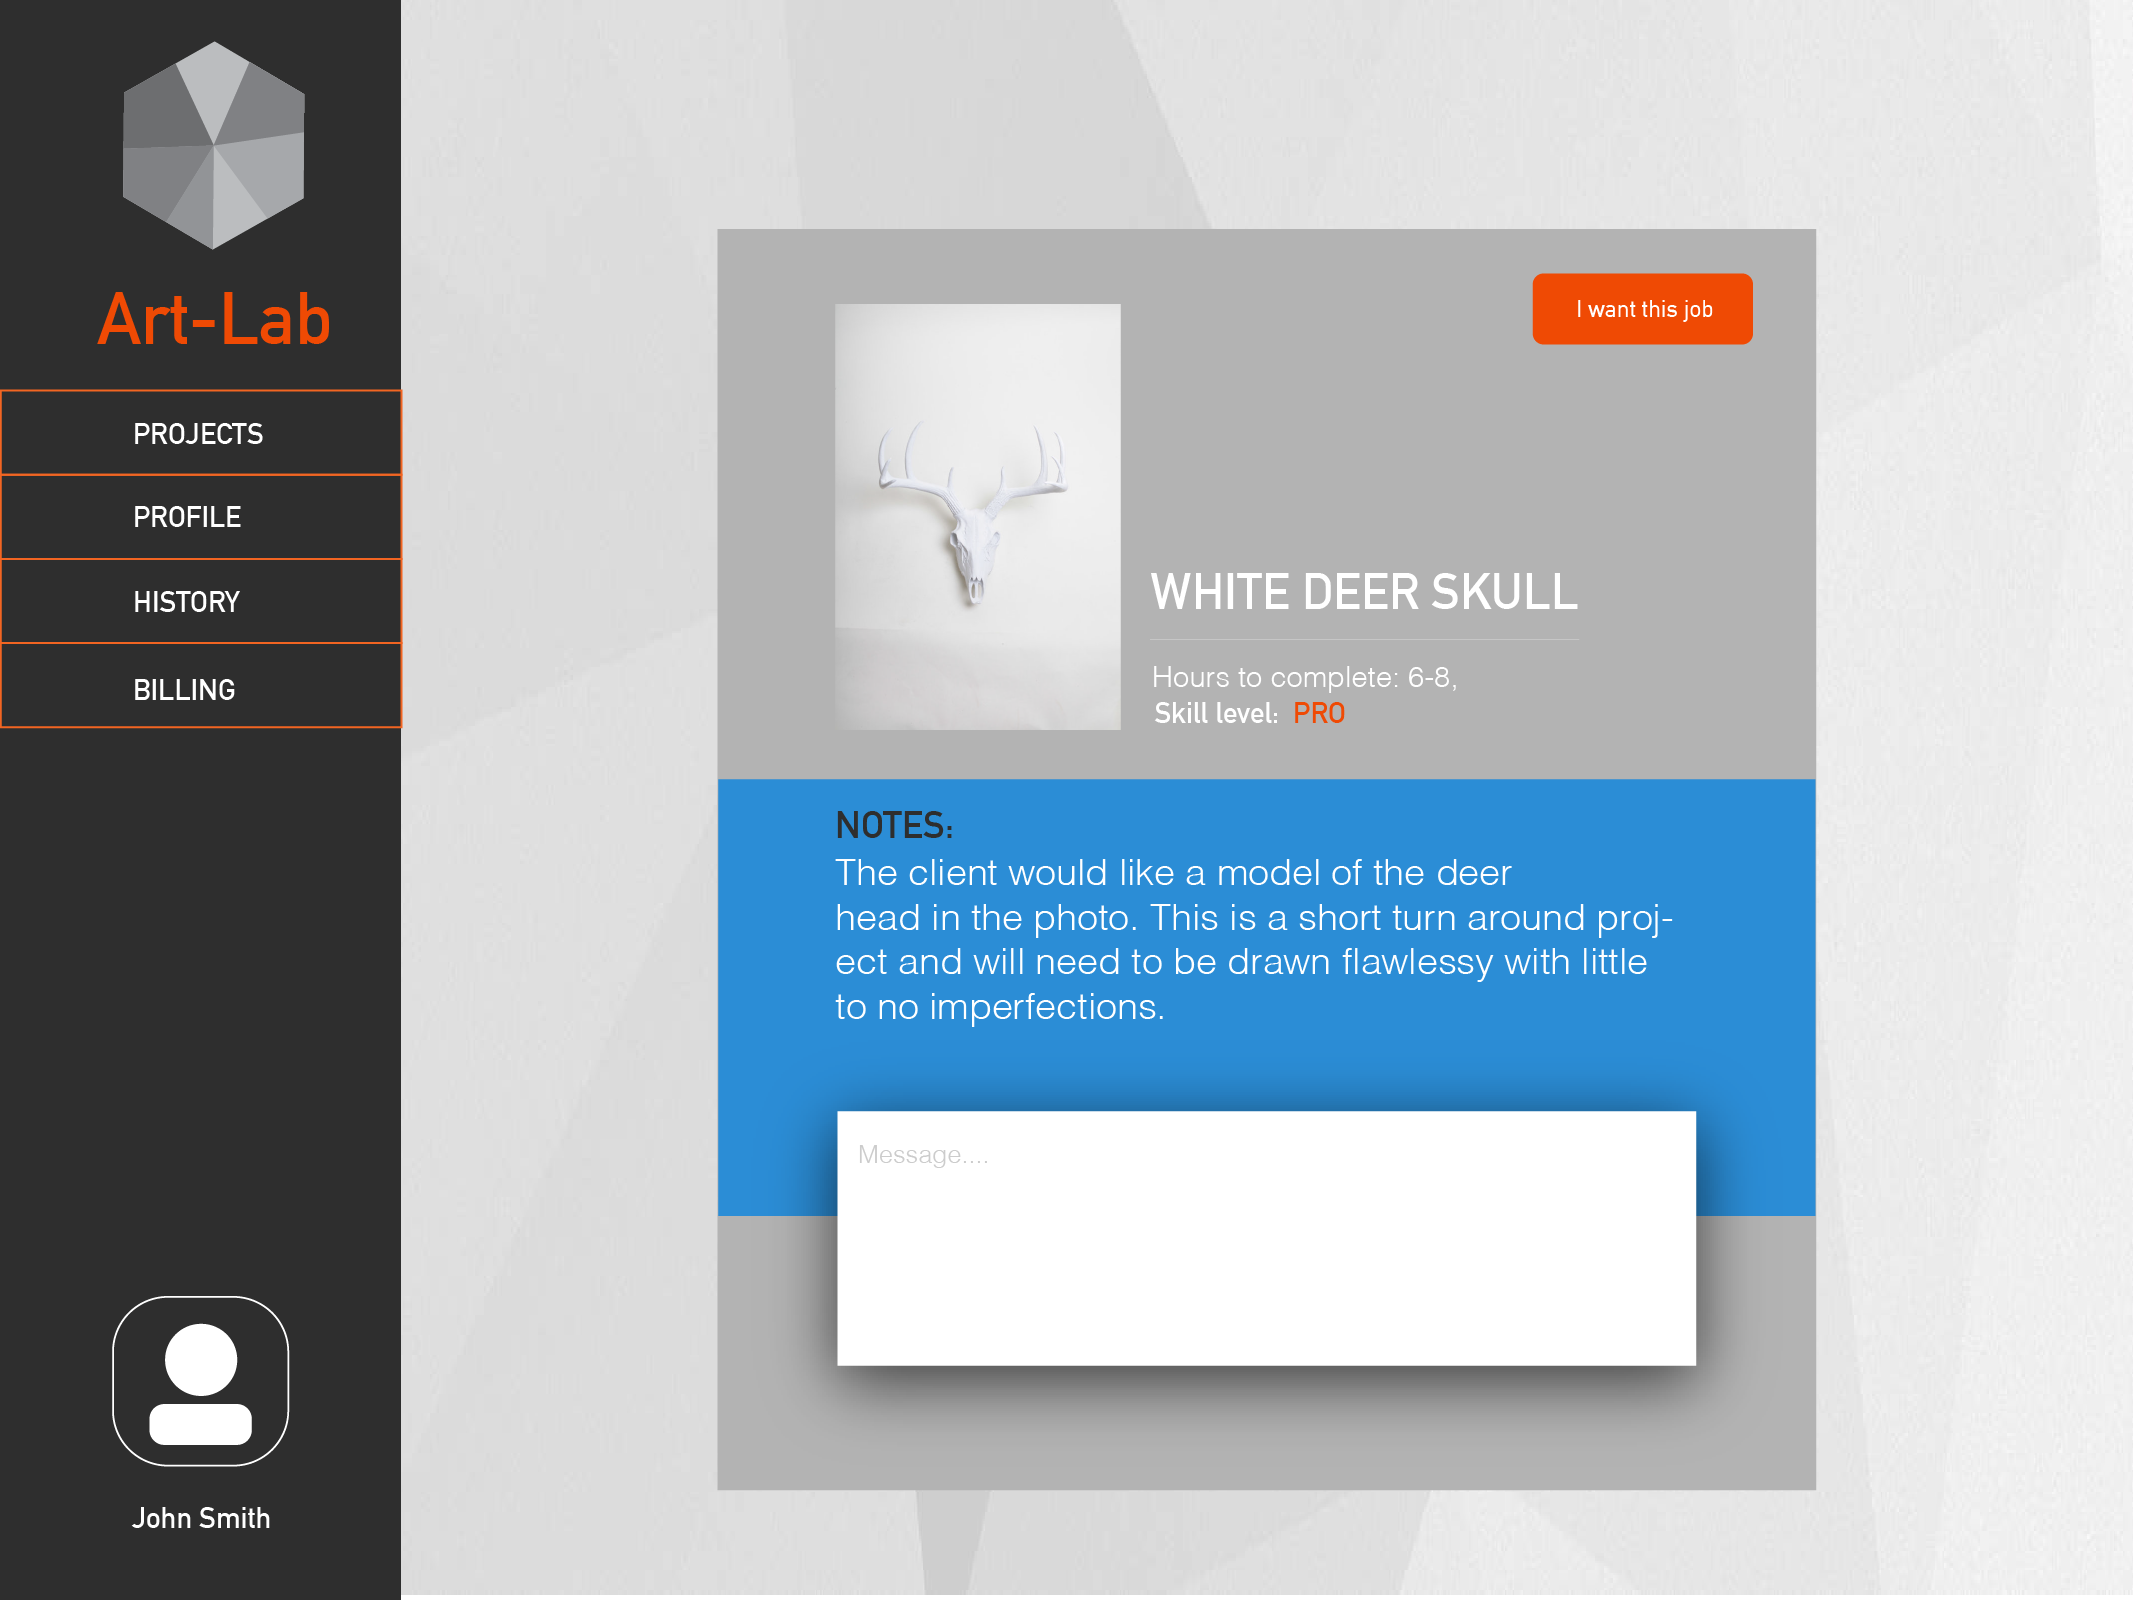 Art-Lab
PROJECTS
PROFILE
HISTORY
BILLING
John Smith
I want this job
WHITE DEER SKULL
Hours to complete: 6-8,
Skill level: PRO
NOTES:
The client would like a model of the deer
head in the photo. This is a short turn around proj-
ect and will need to be drawn flawlessy with little
to no imperfections.
Message....